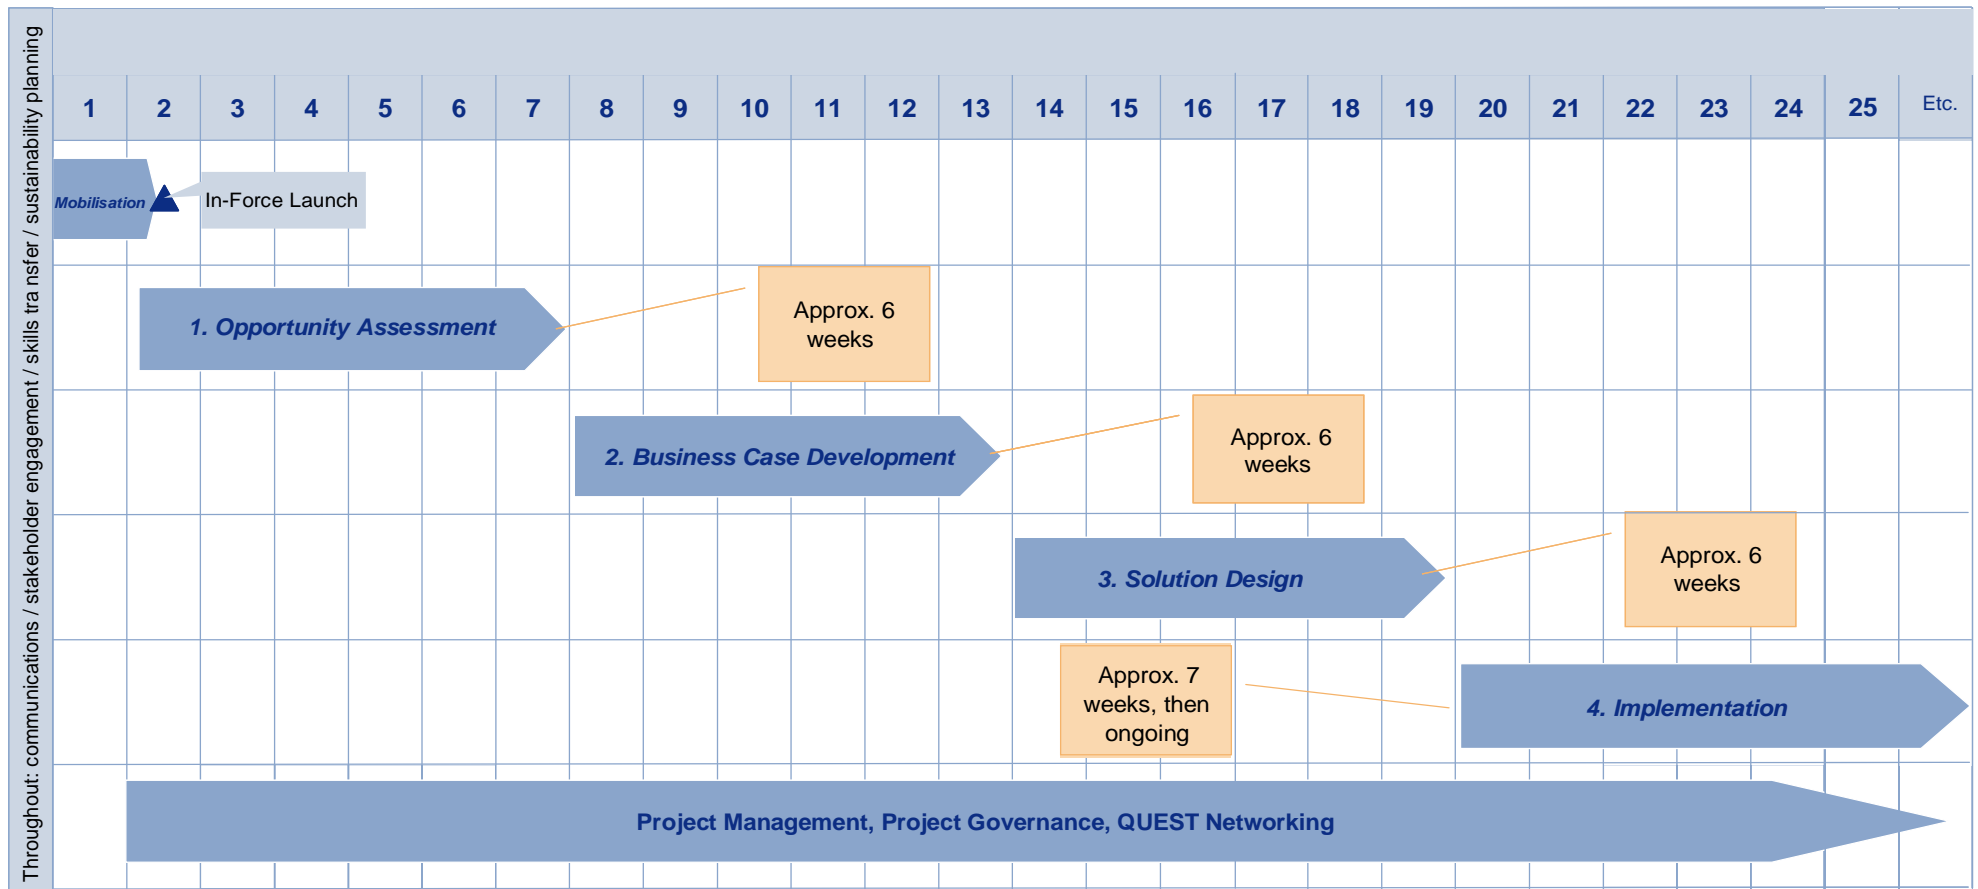 Throughout: communications / stakeholder engagement / skills tra nsfer / sustainability planning
1 2 3 4 5 6 7 8 9 10 11 12 13 14 15 16 17 18 19 20 21 22 23 24 25 Etc.
Mobilisation
In-Force Launch
1. Opportunity Assessment
Approx. 6
weeks
2. Business Case Development
Approx. 6
weeks
3. Solution Design
Approx. 6
weeks
Approx. 7
weeks, then
ongoing
4. Implementation
Project Management, Project Governance, QUEST Networking